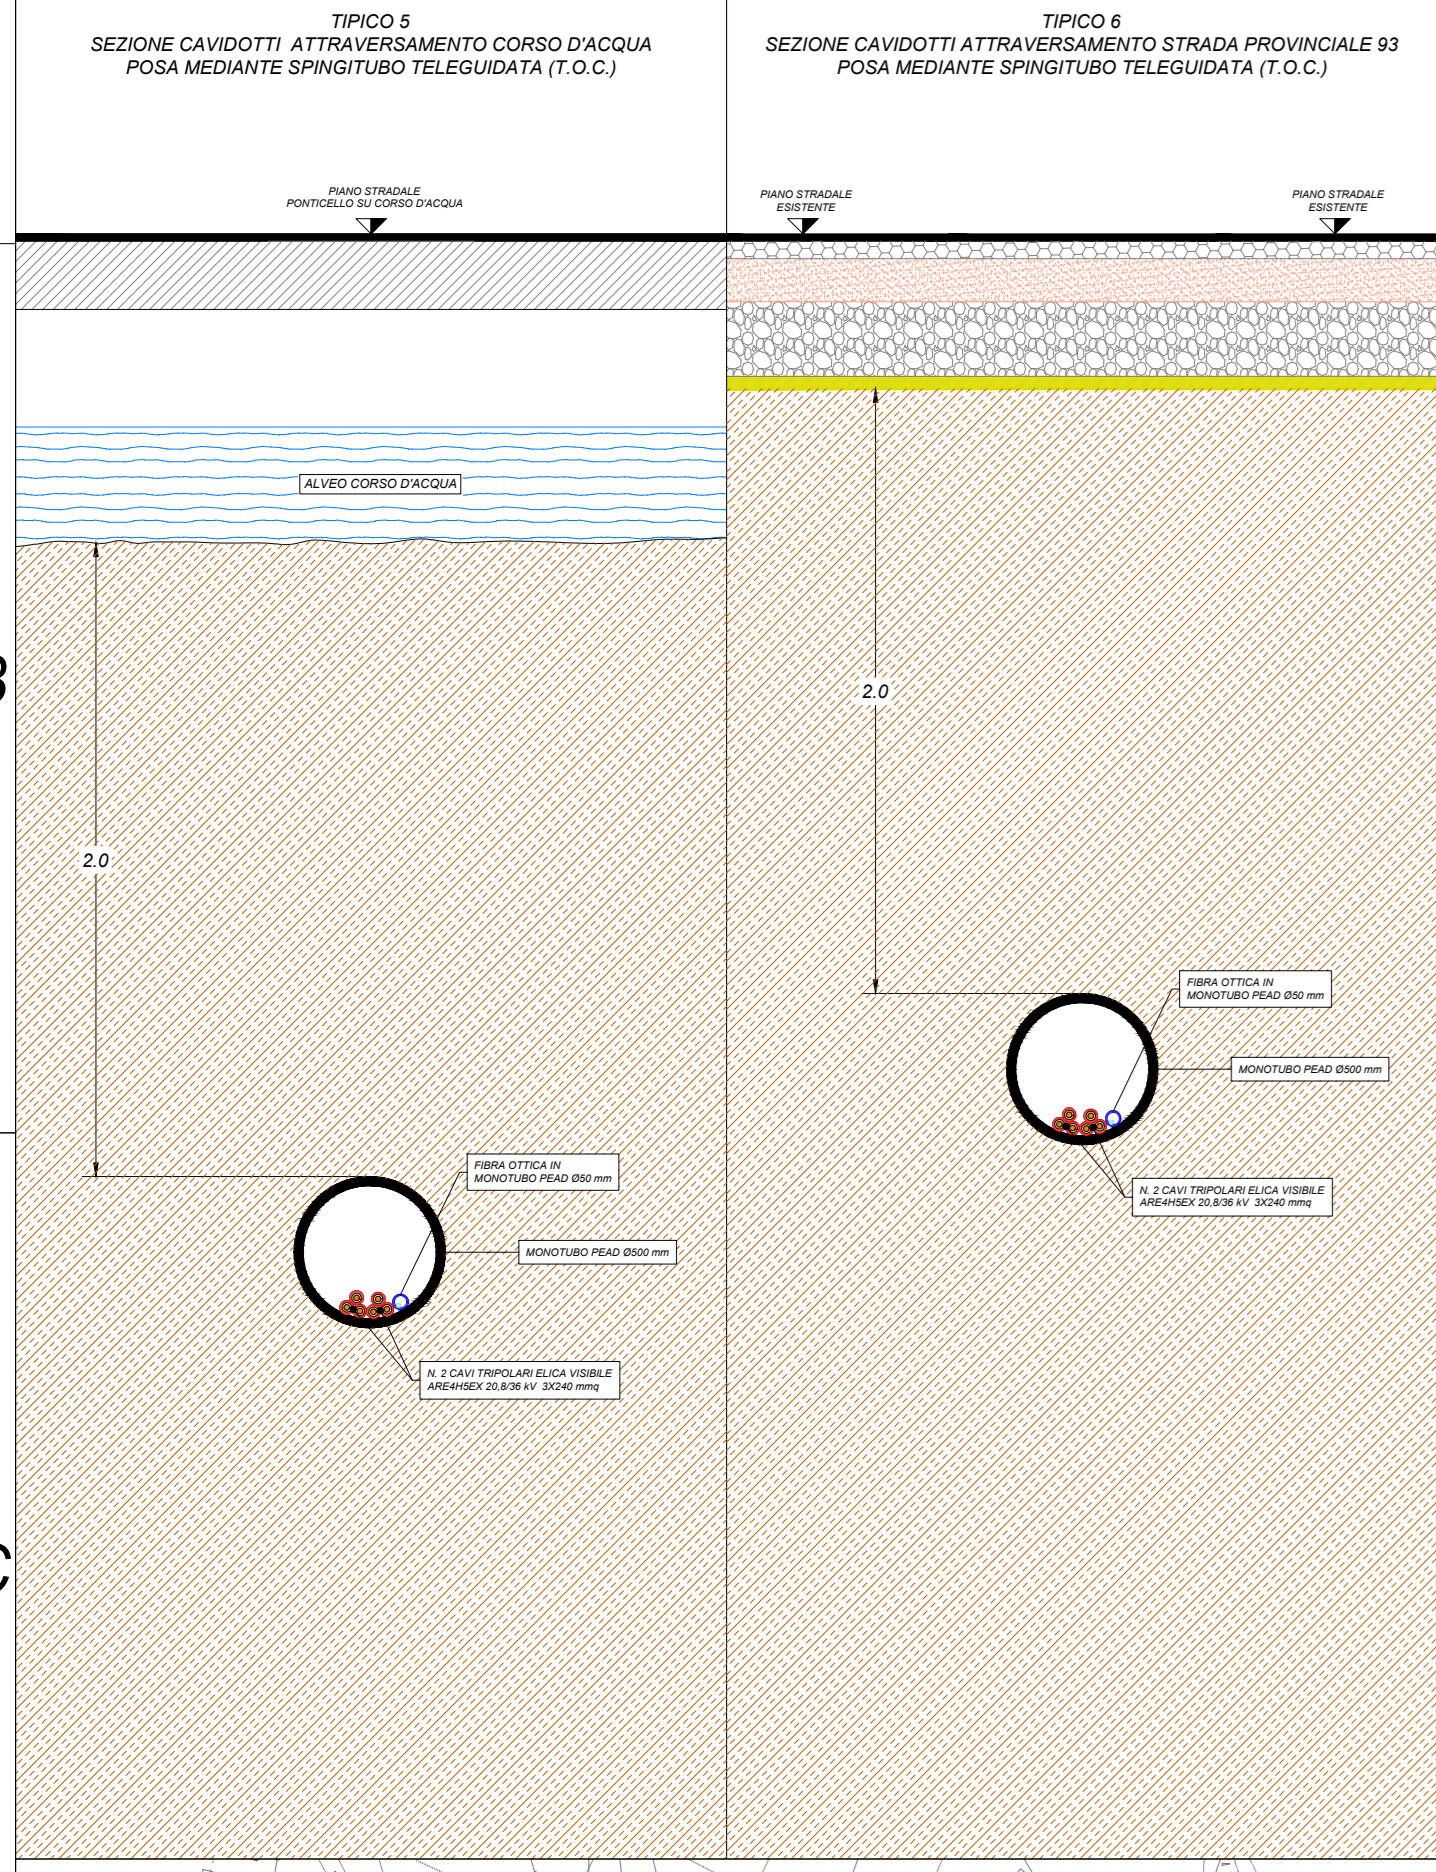 TIPICO 5
SEZIONE CAVIDOTTI ATTRAVERSAMENTO CORSO D'ACQUA
POSA MEDIANTE SPINGITUBO TELEGUIDATA (T.O.C.)
PIANO STRADALE
PONTICELLO SU CORSO D'ACQUA
ALVEO CORSO D'ACQUA
B
2.0
FIBRA OTTICA IN
MONOTUBO PEAD Ø50 mm
MONOTUBO PEAD Ø500 mm
N. 2 CAVI TRIPOLARI ELICA VISIBILE
ARE4H5EX 20,8/36 kV 3X240 mmq
C
TIPICO 6
SEZIONE CAVIDOTTI ATTRAVERSAMENTO STRADA PROVINCIALE 93
POSA MEDIANTE SPINGITUBO TELEGUIDATA (T.O.C.)
PIANO STRADALE
ESISTENTE
PIANO STRADALE
ESISTENTE
2.0
FIBRA OTTICA IN
MONOTUBO PEAD Ø50 mm
MONOTUBO PEAD Ø500 mm
N. 2 CAVI TRIPOLARI ELICA VISIBILE
ARE4H5EX 20,8/36 kV 3X240 mmq